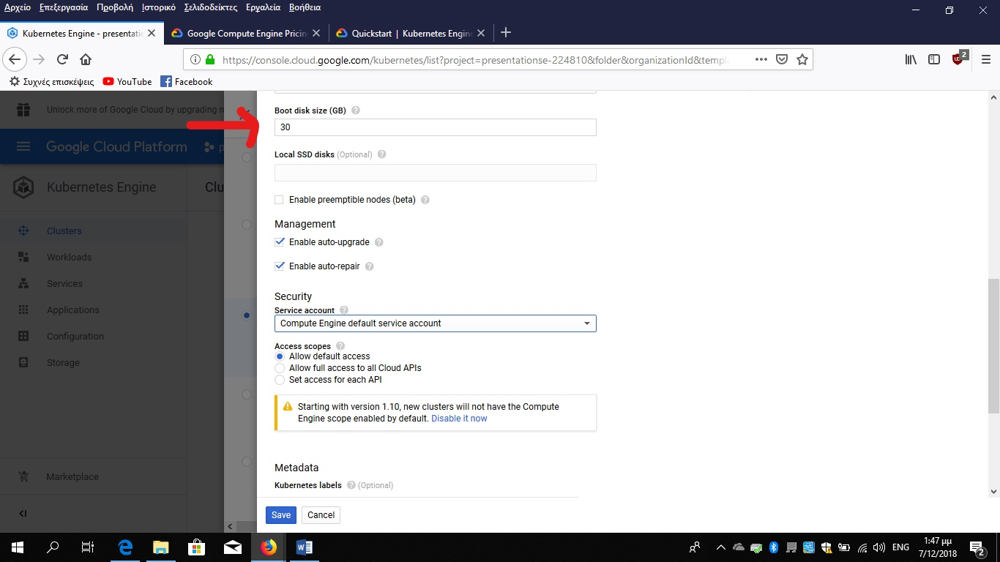 Αρχείο Επεξεργασία Προβολή Ιστορικό Σελιδοδείκτες Εργαλεία Βοήθεια
Kubernetes Engine - presentatio
Google Compute Engine Pricin
Quickstart | Kubernetes Engine
https://console.cloud.google.com/kubernetes/list?project=presentationse-224810&folder&organizationId&templ
2
Συχνές επισκέψεις YouTube Facebook
Unlock more of Google Cloud by upgrading n
Google Cloud Platform p
Kubernetes Engine Clu
Clusters
Workloads
Services
Applications
Configuration
Storage
Marketplace
Boot disk size (GB) ?
30
Local SSD disks (Optional) ?
Enable preemptible nodes (beta) ?
Management
Enable auto-upgrade ?
Enable auto-repair ?
Security
Service account ?
Compute Engine default service account
Access scopes ?
Allow default access
Allow full access to all Cloud APIs
Set access for each API
Starting with version 1.10, new clusters will not have the Compute
Engine scope enabled by default. Disable it now
Metadata
Kubernetes labels ? (Optional)
Save Cancel
ENG
1:47 μμ
7/12/2018
2